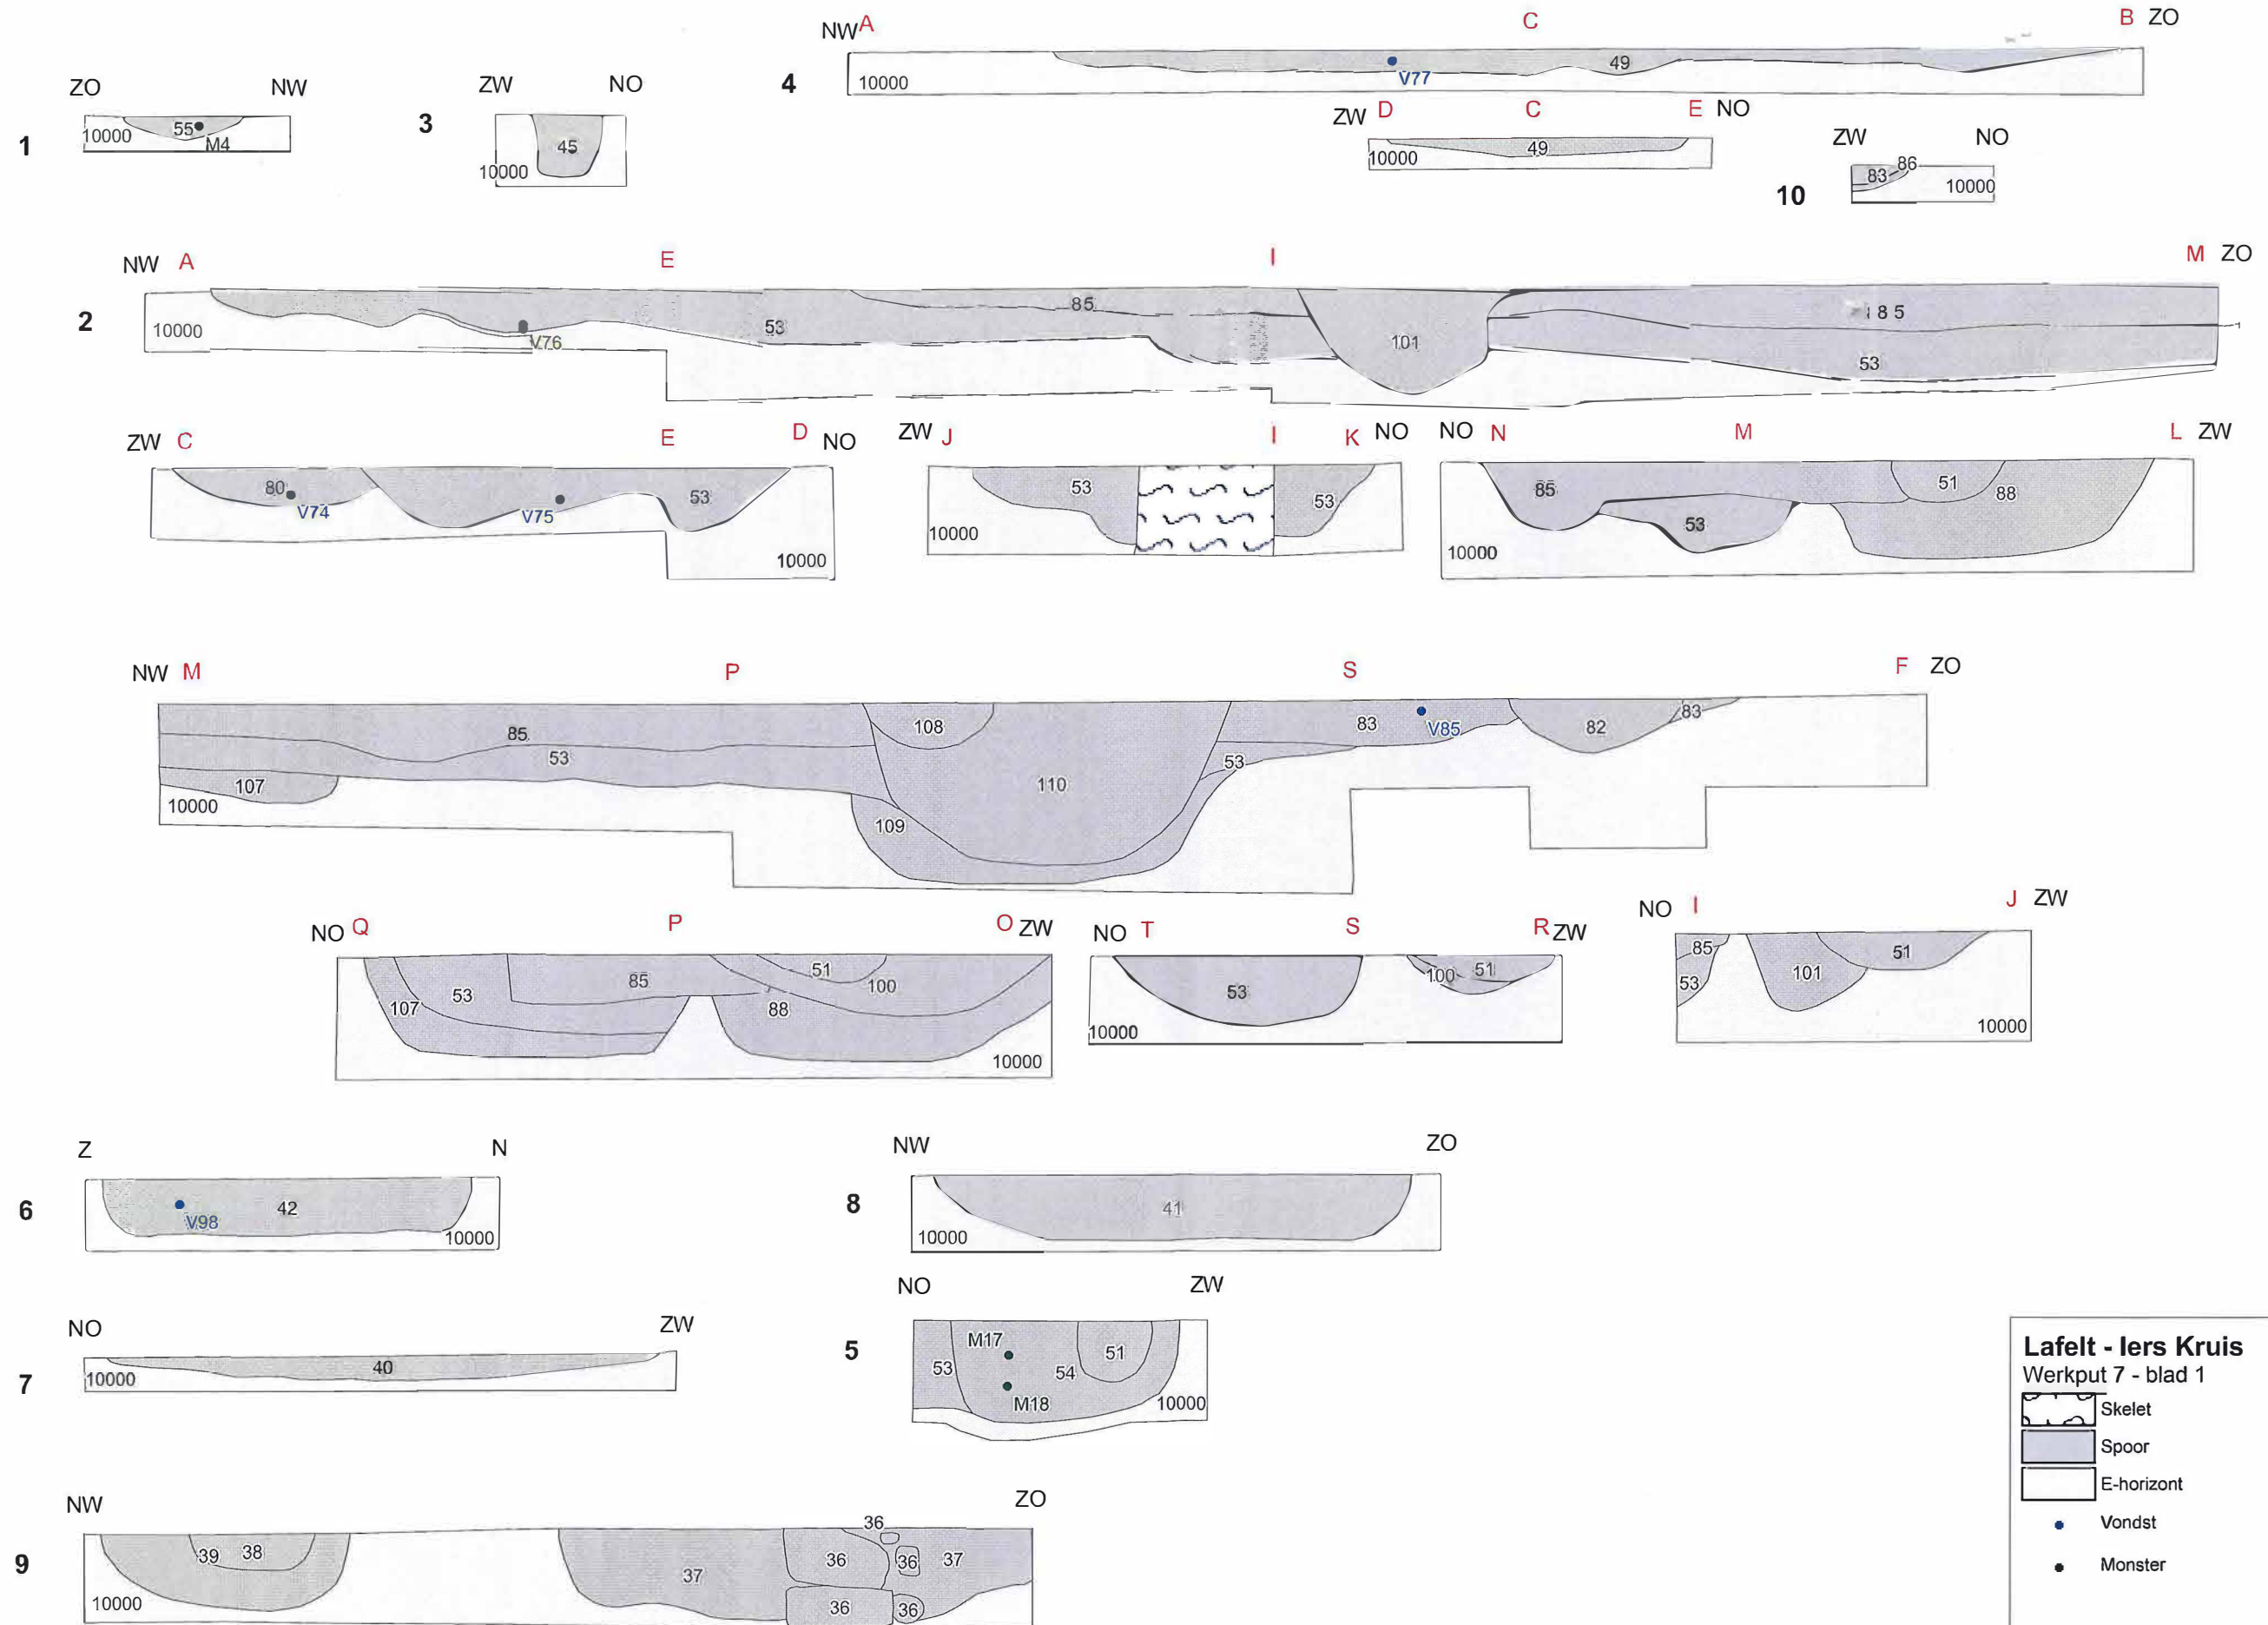 NW A C B ZO
4 10000 V77 49
ZO NW
1 10000 55 M4
ZW NO
3 10000 45
ZW D C E NO
10000 49
ZW NO
10 83 86 10000
NW A E I M ZO
2 10000 V76 53 85 101 85 53
ZW C E D NO
80 V74 V75 53 10000
ZW J I K NO
10000 53 53
NO N M L ZW
10000 85 53 51 88
NW M P S F ZO
85 53 107 10000 108 110 109 53 83 V85 82 83
NO Q P O ZW
107 53 85 51 100 88 10000
NO T S R ZW
10000 53 100 51
NO I J ZW
85 53 101 51 10000
Z N
6 V98 42 10000
NW ZO
8 10000 41
NO ZW
7 10000 40
NO ZW
5 53 M17 M18 54 51 10000
NW ZO
9 10000 39 38 37 36 36 36 36 36 37
Lafelt - Iers Kruis
Werkput 7 - blad 1
Skelet
Spoor
E-horizont
Vondst
Monster